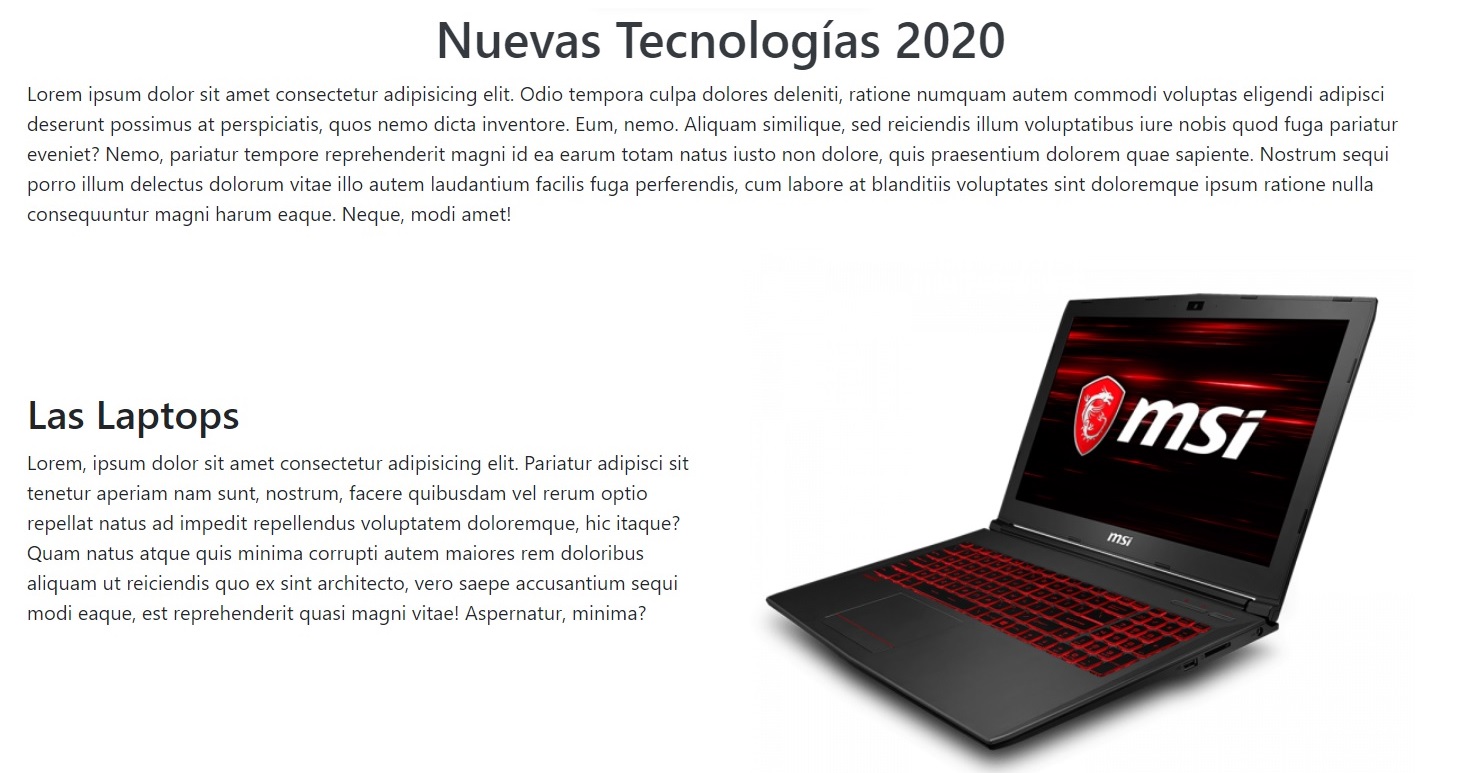 Nuevas Tecnologías 2020
Lorem ipsum dolor sit amet consectetur adipisicing elit. Odio tempora culpa dolores deleniti, ratione numquam autem commodi voluptas eligendi adipisci
deserunt possimus at perspiciatis, quos nemo dicta inventore. Eum, nemo. Aliquam similique, sed reiciendis illum voluptatibus iure nobis quod fuga pariatur
eveniet? Nemo, pariatur tempore reprehenderit magni id ea earum totam natus iusto non dolore, quis praesentium dolorem quae sapiente. Nostrum sequi
porro illum delectus dolorum vitae illo autem laudantium facilis fuga perferendis, cum labore at blanditiis voluptates sint doloremque ipsum ratione nulla
consequuntur magni harum eaque. Neque, modi amet!
Las Laptops
Lorem, ipsum dolor sit amet consectetur adipisicing elit. Pariatur adipisci sit
tenetur aperiam nam sunt, nostrum, facere quibusdam vel rerum optio
repellat natus ad impedit repellendus voluptatem doloremque, hic itaque?
Quam natus atque quis minima corrupti autem maiores rem doloribus
aliquam ut reiciendis quo ex sint architecto, vero saepe accusantium sequi
modi eaque, est reprehenderit quasi magni vitae! Aspernatur, minima?
msi
msi